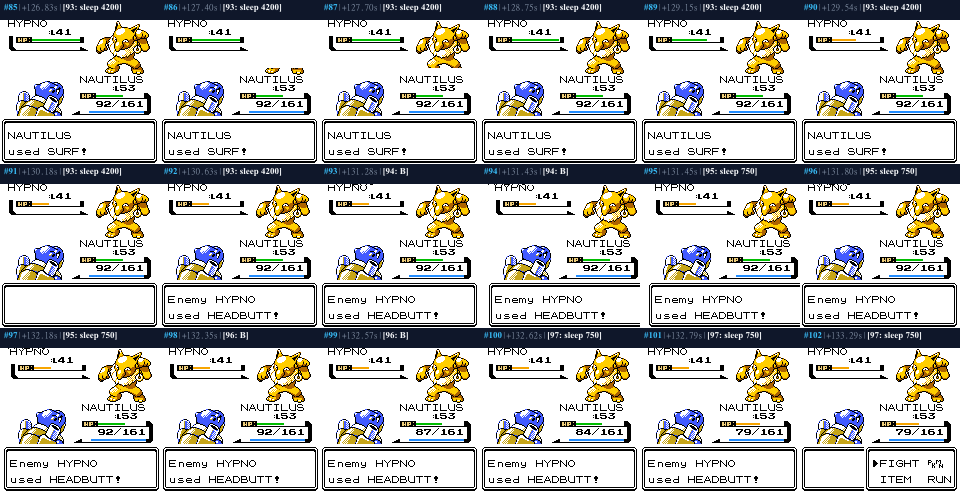 #85|+126.83s|[93: sleep 4200] #86|+127.40s|[93: sleep 4200] #87|+127.70s|[93: sleep 4200] #88|+128.75s|[93: sleep 4200] #89|+129.15s|[93: sleep 4200] #90|+129.54s|[93: sleep 4200]
HYPNO HYPNO HYPNO HYPNO HYPNO HYPNO
:L41 :L41 :L41 :L41 :L41 :L41
HP: HP: HP: HP: HP: HP:
NAUTILUS NAUTILUS NAUTILUS NAUTILUS NAUTILUS NAUTILUS
:L53 :L53 :L53 :L53 :L53 :L53
HP: HP: HP: HP: HP: HP:
92/161 92/161 92/161 92/161 92/161 92/161
NAUTILUS NAUTILUS NAUTILUS NAUTILUS NAUTILUS NAUTILUS
used SURF! used SURF! used SURF! used SURF! used SURF! used SURF!
#91|+130.18s|[93: sleep 4200] #92|+130.63s|[93: sleep 4200] #93|+131.28s|[94: B] #94|+131.43s|[94: B] #95|+131.45s|[95: sleep 750] #96|+131.80s|[95: sleep 750]
HYPNO HYPNO HYPNO HYPNO HYPNO HYPNO
:L41 :L41 :L41 :L41 :L41 :L41
HP: HP: HP: HP: HP: HP:
NAUTILUS NAUTILUS NAUTILUS NAUTILUS NAUTILUS NAUTILUS
:L53 :L53 :L53 :L53 :L53 :L53
HP: HP: HP: HP: HP: HP:
92/161 92/161 92/161 92/161 92/161 92/161
Enemy HYPNO Enemy HYPNO Enemy HYPNO Enemy HYPNO Enemy HYPNO
used HEADBUTT! used HEADBUTT! used HEADBUTT! used HEADBUTT! used HEADBUTT!
#97|+132.18s|[95: sleep 750] #98|+132.35s|[96: B] #99|+132.57s|[96: B] #100|+132.62s|[97: sleep 750] #101|+132.79s|[97: sleep 750] #102|+133.29s|[97: sleep 750]
HYPNO HYPNO HYPNO HYPNO HYPNO HYPNO
:L41 :L41 :L41 :L41 :L41 :L41
HP: HP: HP: HP: HP: HP:
NAUTILUS NAUTILUS NAUTILUS NAUTILUS NAUTILUS NAUTILUS
:L53 :L53 :L53 :L53 :L53 :L53
HP: HP: HP: HP: HP: HP:
92/161 92/161 87/161 84/161 79/161 79/161
Enemy HYPNO Enemy HYPNO Enemy HYPNO Enemy HYPNO Enemy HYPNO ▶FIGHT PKMN
used HEADBUTT! used HEADBUTT! used HEADBUTT! used HEADBUTT! used HEADBUTT! ITEM RUN